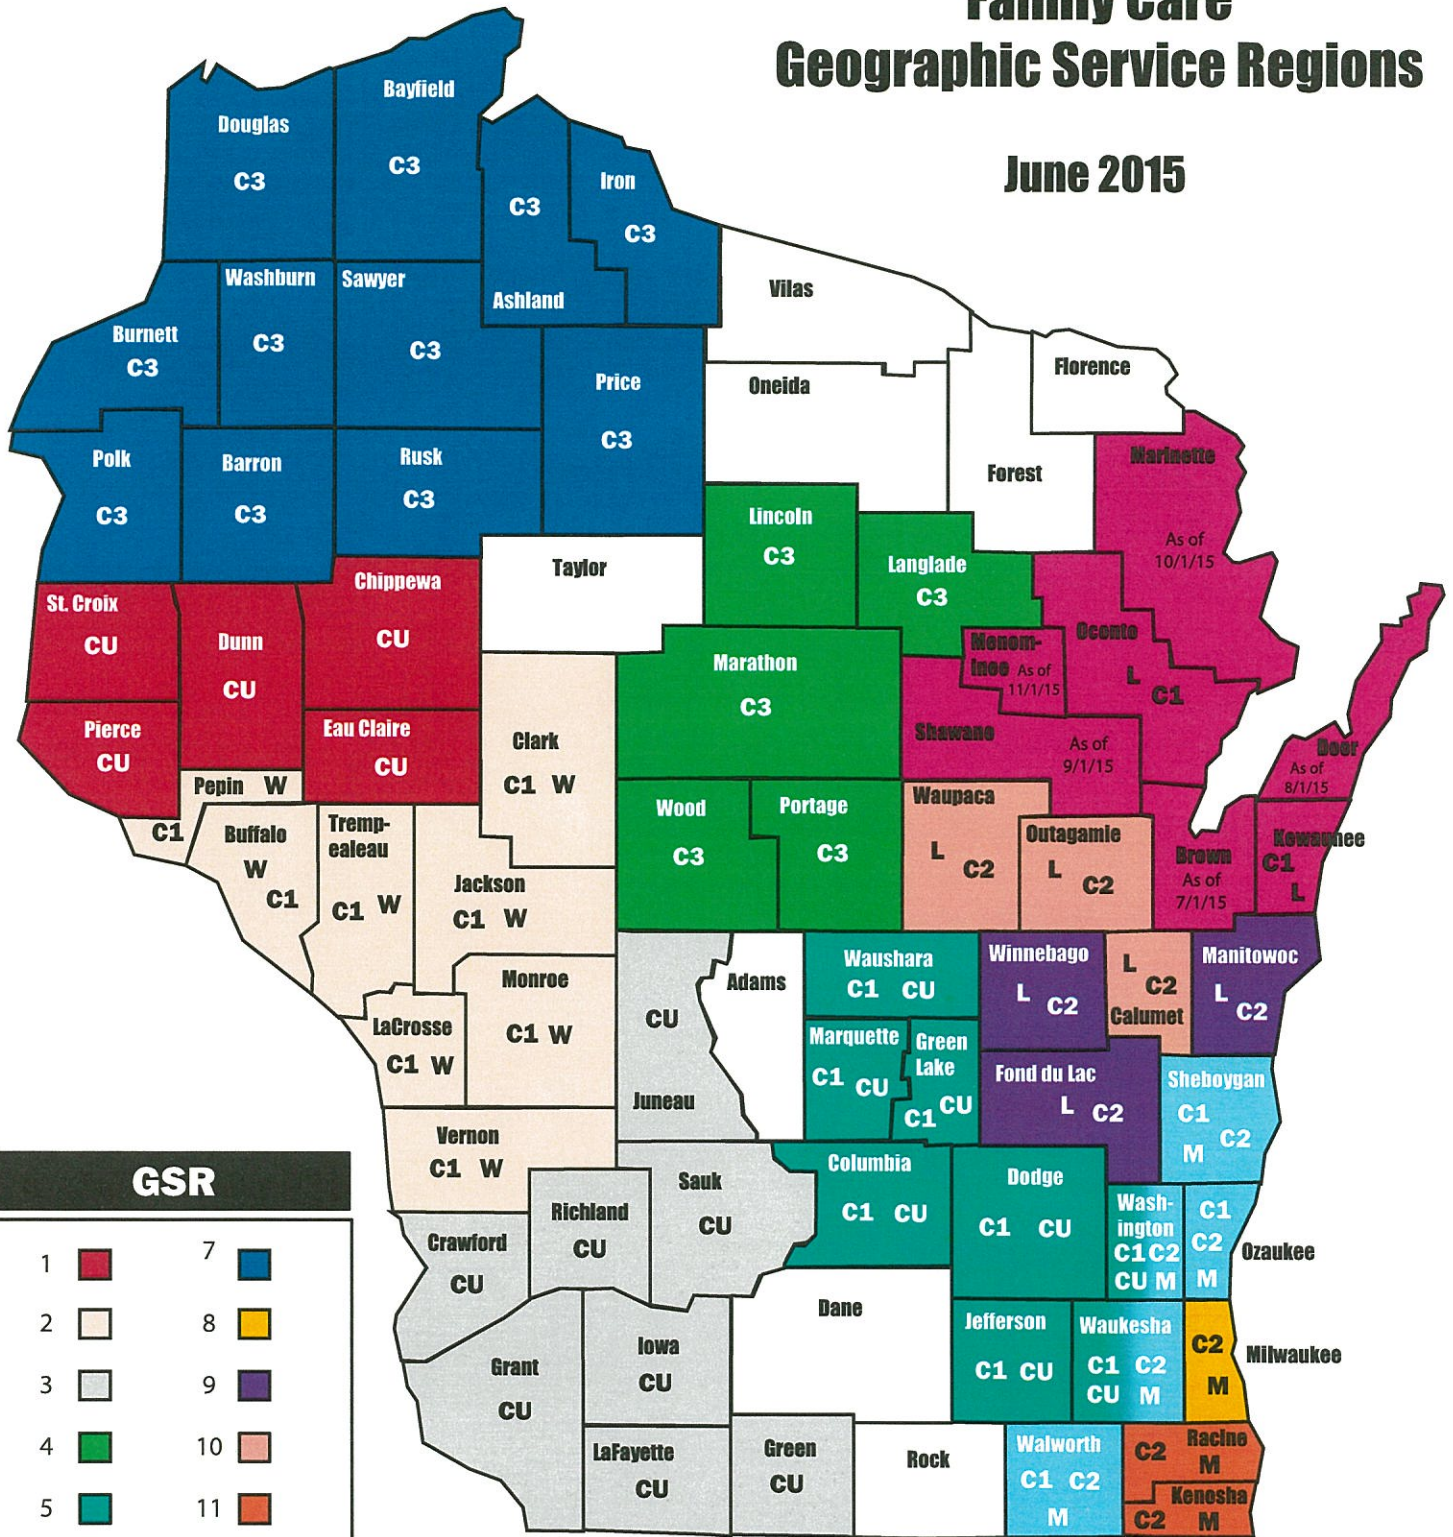 Family Care
Geographic Service Regions
June 2015
Bayfield
C3
Douglas
C3
C3
Ashland
Iron
C3
Vilas
Washburn
C3
Sawyer
C3
Burnett
C3
Price
C3
Oneida
Florence
Forest
Polk
C3
Barron
C3
Rusk
C3
Marinette
As of
10/1/15
Lincoln
C3
Langlade
C3
Taylor
Chippewa
CU
St. Croix
CU
Dunn
CU
Menom-
inee As of
11/1/15
Oconto
L C1
Marathon
C3
Pierce
CU
Eau Claire
CU
Clark
C1 W
Shawano
As of
9/1/15
Door
As of
8/1/15
Pepin W
C1
Buffalo
W
C1
Tremp-
ealeau
C1 W
Jackson
C1 W
Wood
C3
Portage
C3
Waupaca
L C2
Outagamie
L C2
Brown
As of
7/1/15
Kewaunee
C1
L
Monroe
C1 W
LaCrosse
C1 W
CU
Juneau
Adams
Waushara
C1 CU
Winnebago
L C2
L
C2
Calumet
Manitowoc
L
C2
Marquette
C1 CU
Green
Lake
C1 CU
Fond du Lac
L C2
Sheboygan
C1
C2
M
Vernon
C1 W
Richland
CU
Sauk
CU
Columbia
C1 CU
Dodge
C1 CU
Wash-
ington
C1 C2
CU M
C1
C2
M
Ozaukee
Crawford
CU
Dane
Jefferson
C1 CU
Waukesha
C1 C2
CU M
C2
M
Milwaukee
Grant
CU
Iowa
CU
LaFayette
CU
Green
CU
Rock
Walworth
C1 C2
M
Racine
C2 M
Kenosha
C2 M
GSR
1 7
2 8
3 9
4 10
5 11